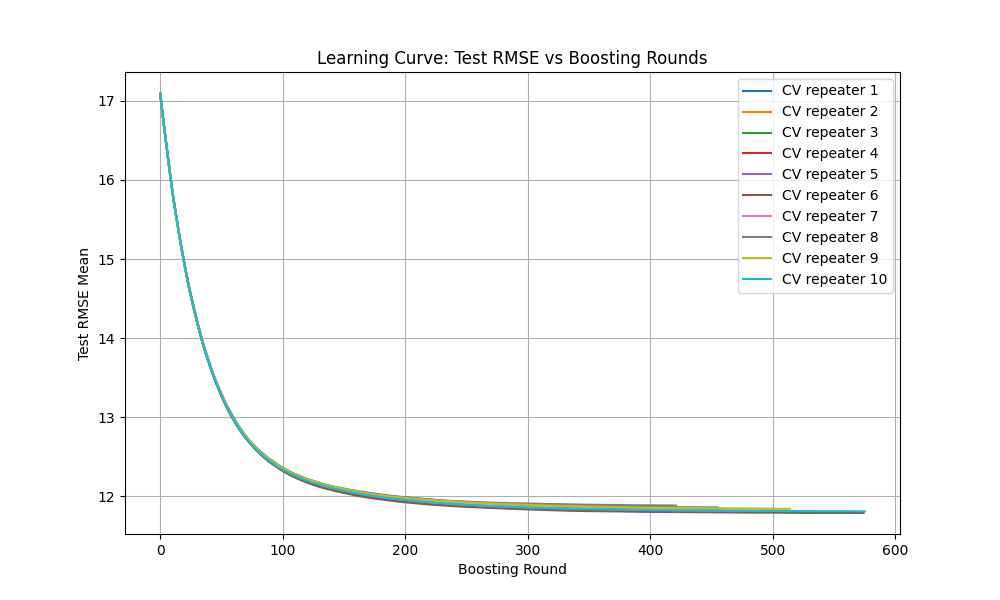 Learning Curve: Test RMSE vs Boosting Rounds
17
16
15
14
13
12
Test RMSE Mean
CV repeater 1
CV repeater 2
CV repeater 3
CV repeater 4
CV repeater 5
CV repeater 6
CV repeater 7
CV repeater 8
CV repeater 9
CV repeater 10
0 100 200 300 400 500 600
Boosting Round